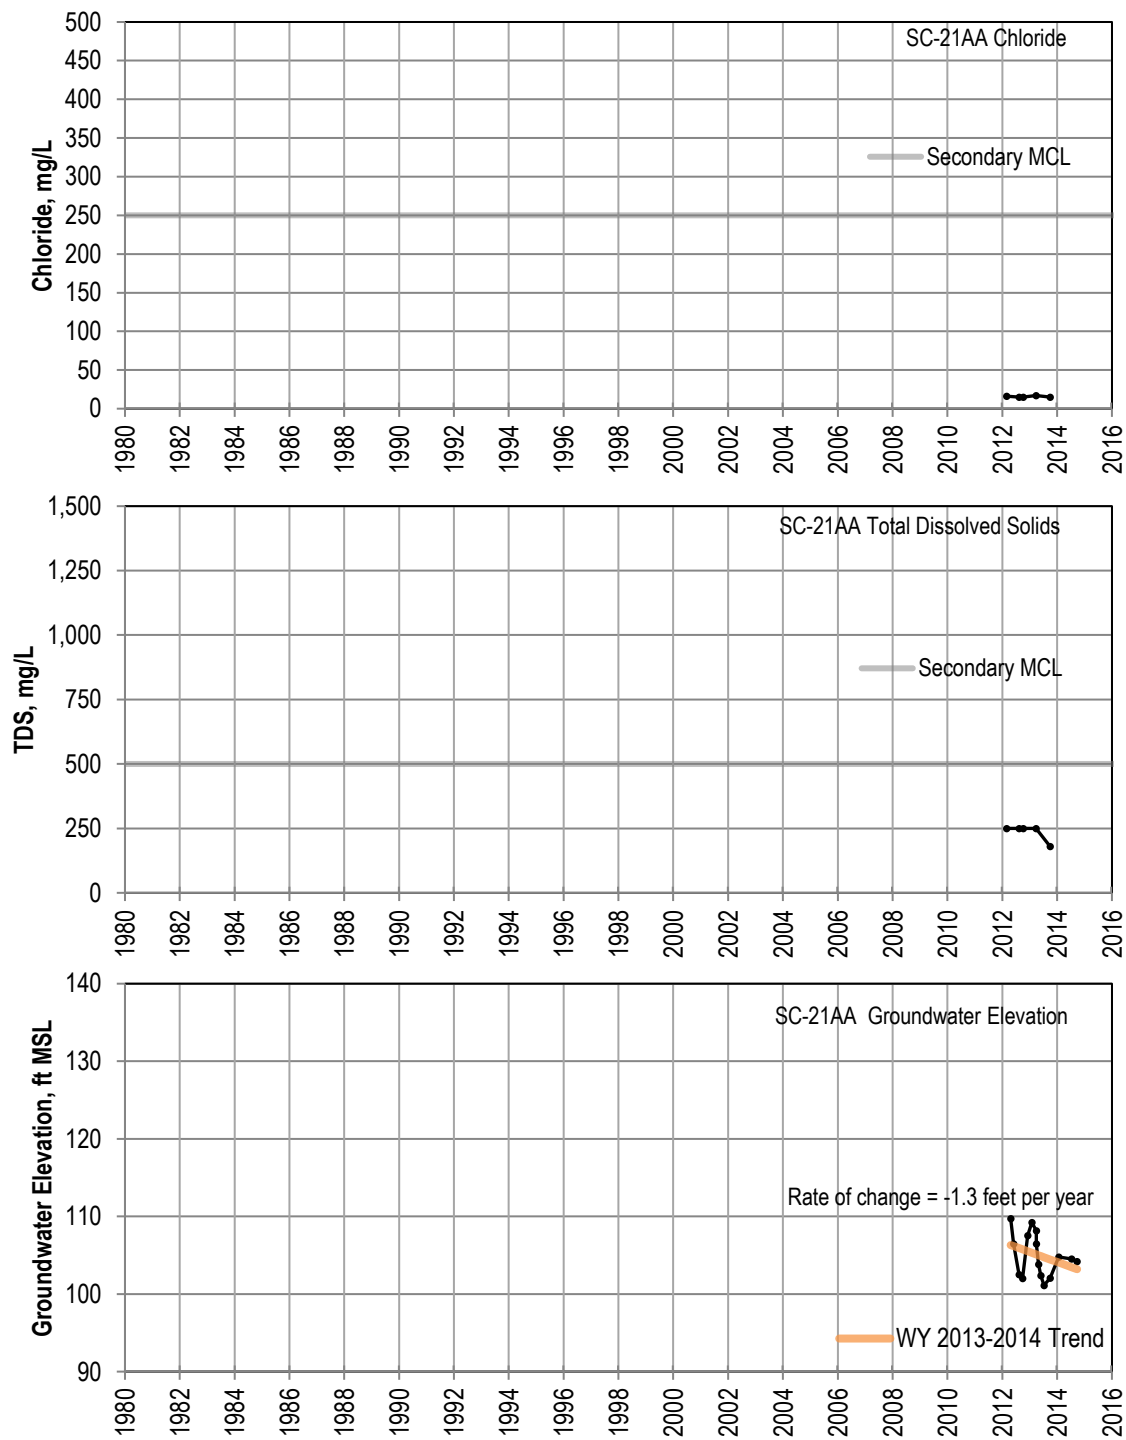 SC-21AA Chloride
Chloride, mg/L
500
450
400
350
300
250
200
150
100
50
0
Secondary MCL
1980 1982 1984 1986 1988 1990 1992 1994 1996 1998 2000 2002 2004 2006 2008 2010 2012 2014 2016
SC-21AA Total Dissolved Solids
TDS, mg/L
1,500
1,250
1,000
750
500
250
0
Secondary MCL
1980 1982 1984 1986 1988 1990 1992 1994 1996 1998 2000 2002 2004 2006 2008 2010 2012 2014 2016
SC-21AA Groundwater Elevation
Groundwater Elevation, ft MSL
140
130
120
110
100
90
Rate of change = -1.3 feet per year
WY 2013-2014 Trend
1980 1982 1984 1986 1988 1990 1992 1994 1996 1998 2000 2002 2004 2006 2008 2010 2012 2014 2016